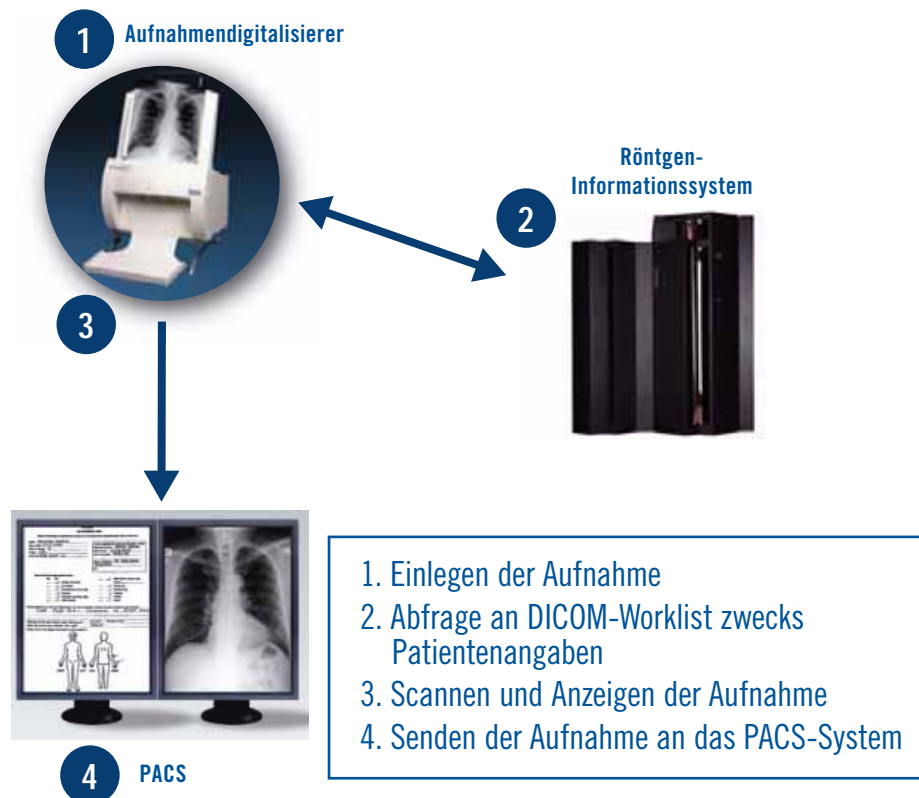 1
Aufnahmendigitalisierer
Röntgen-
Informationssystem
2
3
1. Einlegen der Aufnahme
2. Abfrage an DICOM-Worklist zwecks
Patientenangaben
3. Scannen und Anzeigen der Aufnahme
4. Senden der Aufnahme an das PACS-System
4
PACS